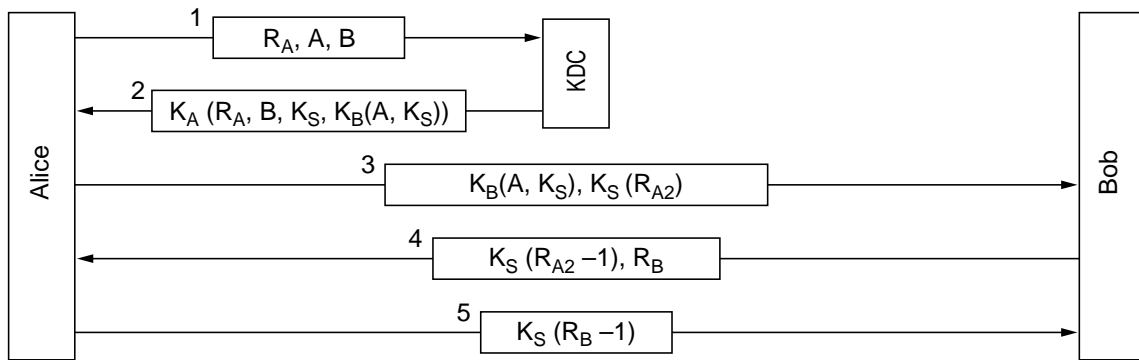 Alice
1
R_A, A, B
KDC
2
K_A (R_A, B, K_S, K_B(A, K_S))
3
K_B(A, K_S), K_S (R_A2)
4
K_S (R_A2 –1), R_B
5
K_S (R_B –1)
Bob